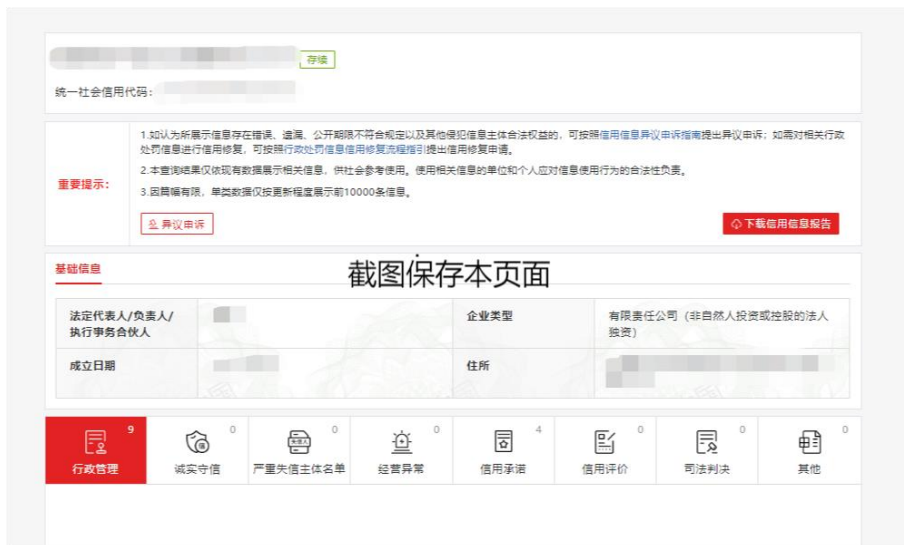 存续
统一社会信用代码：
1.如认为所展示信息存在错误、遗漏、公开期限不符合规定以及其他侵犯信息主体合法权益的，可按照信用信息异议申诉指南提出异议申诉；如需对相关行政
处罚信息进行信用修复，可按照行政处罚信息信用修复流程指引提出信用修复申请。
重要提示：
2.本查询结果仅依现有数据展示相关信息，供社会参考使用。使用相关信息的单位和个人应对信息使用行为的合法性负责。
3.因篇幅有限，单类数据仅按更新程度展示前10000条信息。
异异申诉
下载信用信息报告
基础信息
截图保存本页面
法定代表人/负责人/
执行事务合伙人
企业类型
有限责任公司（非自然人投资或控股的法人
独资）
成立日期
住所
9
行政管理
0
诚实守信
0
失信人
严重失信主体名单
0
经营异常
4
信用承诺
0
信用评价
0
司法判决
0
其他